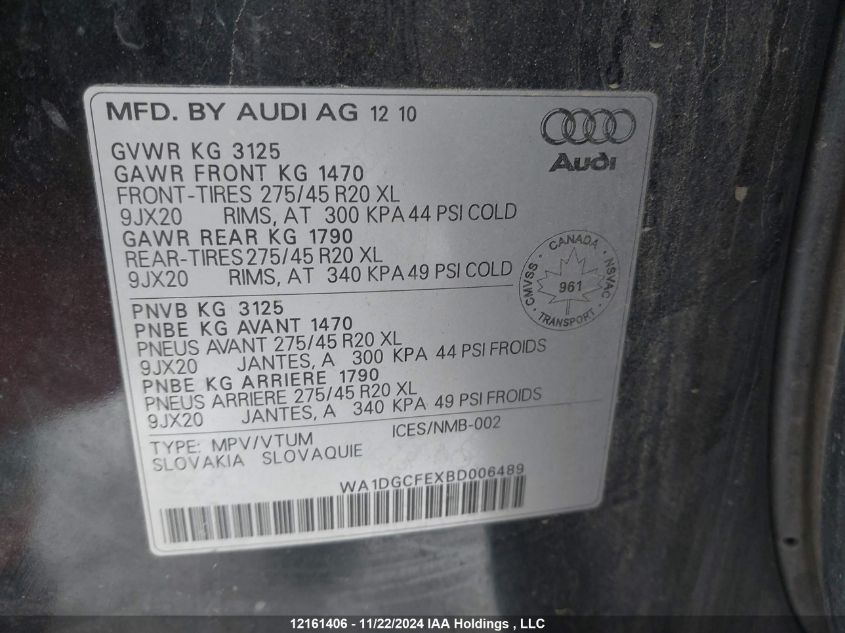 MFD. BY AUDI AG 12 10
Audi
GVWR KG 3125
GAWR FRONT KG 1470
FRONT-TIRES 275/45 R20 XL
9JX20 RIMS, AT 300 KPA 44 PSI COLD
GAWR REAR KG 1790
REAR-TIRES 275/45 R20 XL
9JX20 RIMS, AT 340 KPA 49 PSI COLD
CANADA
CMVSS NSVAC
961
TRANSPORT
PNVB KG 3125
PNBE KG AVANT 1470
PNEUS AVANT 275/45 R20 XL
9JX20 JANTES, A 300 KPA 44 PSI FROIDS
PNBE KG ARRIERE 1790
PNEUS ARRIERE 275/45 R20 XL
9JX20 JANTES, A 340 KPA 49 PSI FROIDS
TYPE: MPV/VTUM ICES/NMB-002
SLOVAKIA SLOVAQUIE
WA1DGCFEXBD006489
12161406 - 11/22/2024 IAA Holdings , LLC